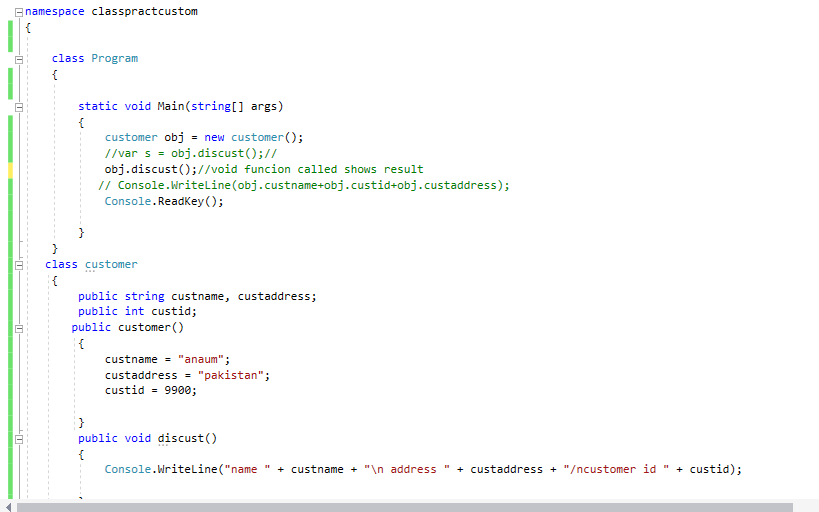 namespace classpractcustom
{
class Program
{
static void Main(string[] args)
{
customer obj = new customer();
//var s = obj.discust();//
obj.discust();//void funcion called shows result
// Console.WriteLine(obj.custname+obj.custid+obj.custaddress);
Console.ReadKey();
}
}
class customer
{
public string custname, custaddress;
public int custid;
public customer()
{
custname = "anaum";
custaddress = "pakistan";
custid = 9900;
}
public void discust()
{
Console.WriteLine("name " + custname + "\n address " + custaddress + "/ncustomer id " + custid);